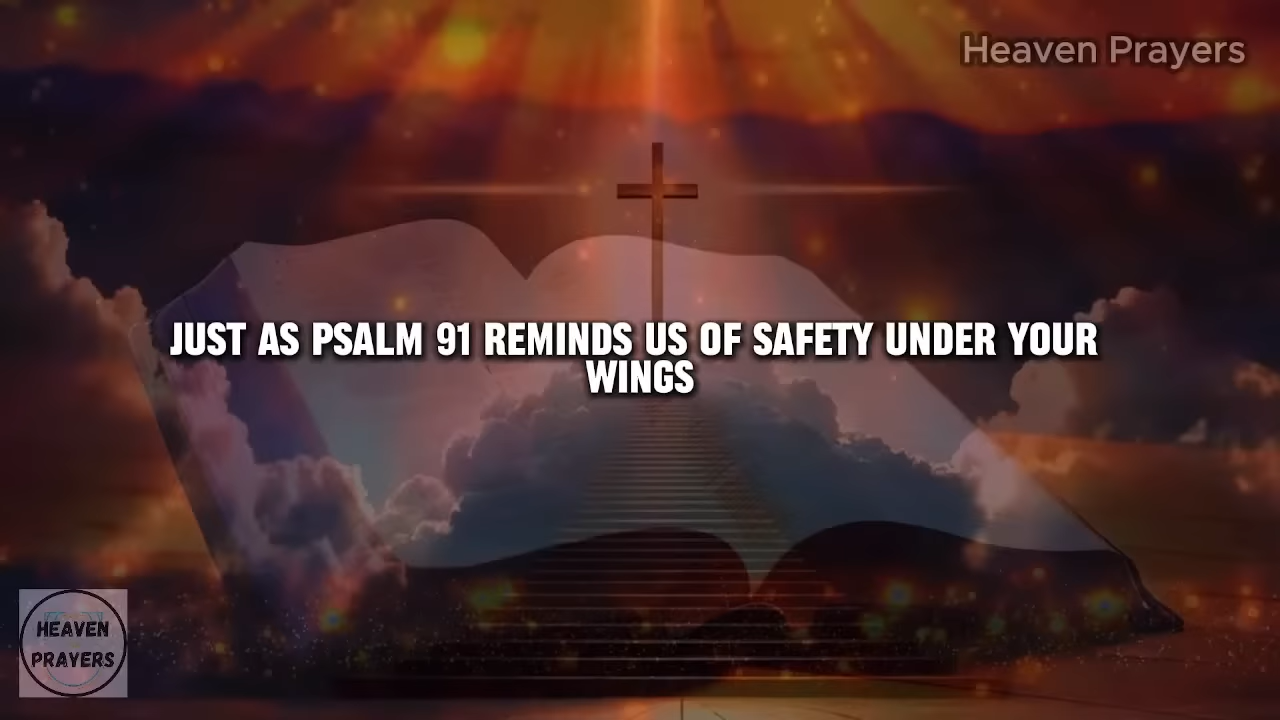 Heaven Prayers
JUST AS PSALM 91 REMINDS US OF SAFETY UNDER YOUR
WINGS
HEAVEN
PRAYERS